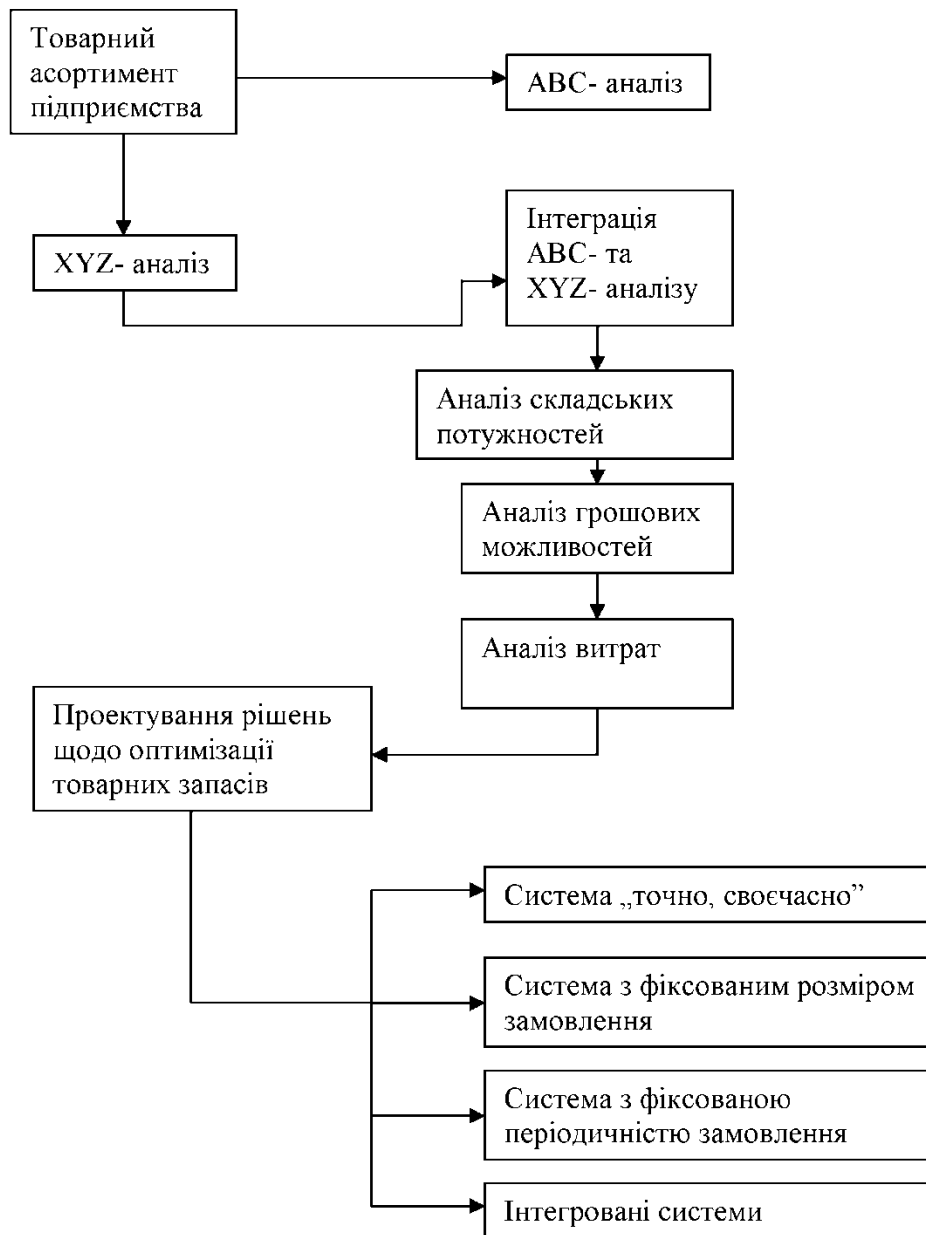 Товарний
асортимент
підприємства
АВС- аналіз
XYZ- аналіз
Інтеграція
АВС- та
XYZ- аналізу
Аналіз складських
потужностей
Аналіз грошових
можливостей
Аналіз витрат
Проектування рішень
щодо оптимізації
товарних запасів
Система „точно, своєчасно”
Система з фіксованим розміром
замовлення
Система з фіксованою
періодичністю замовлення
Інтегровані системи